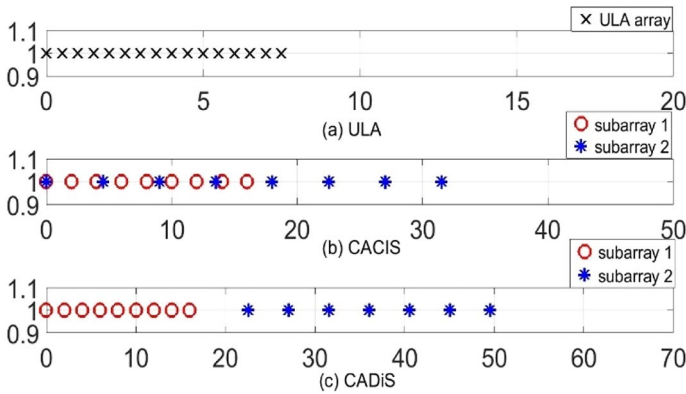 ULA array
1.1
1
0.9
0 5 10 15 20
(a) ULA
subarray 1
subarray 2
1.1
1
0.9
0 10 20 30 40 50
(b) CACIS
subarray 1
subarray 2
1.1
1
0.9
0 10 20 30 40 50 60 70
(c) CADiS